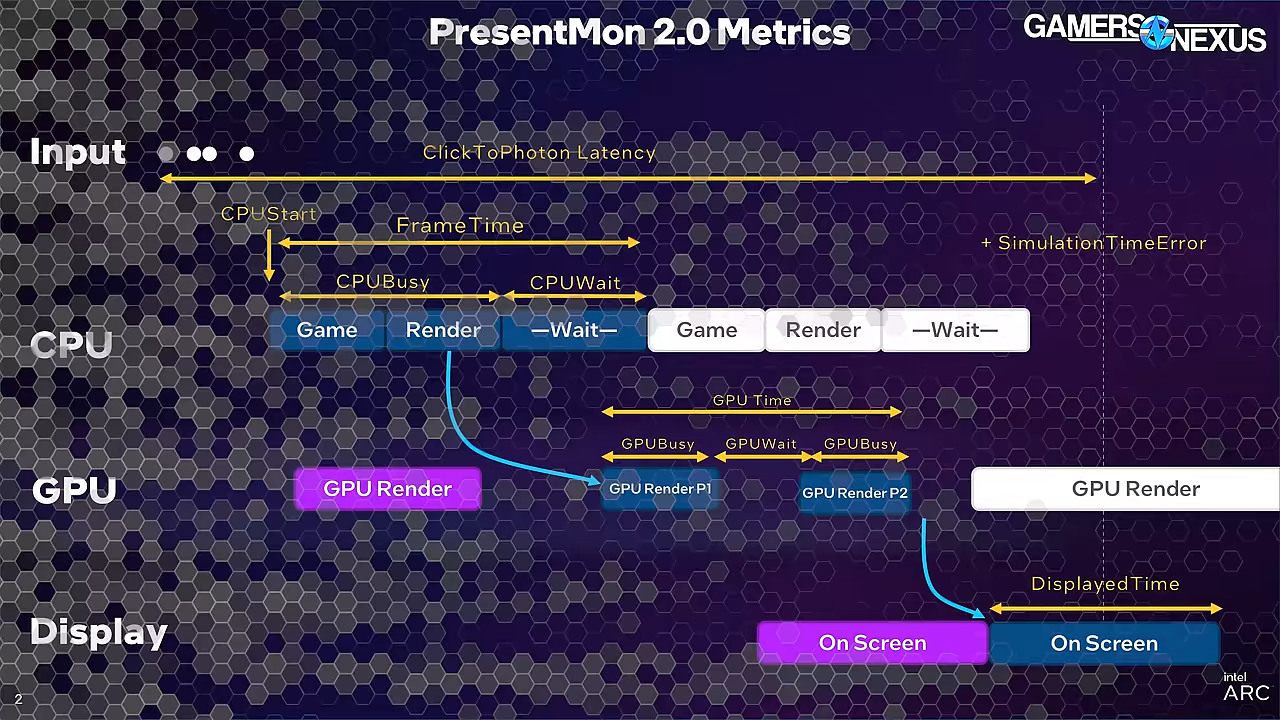 PresentMon 2.0 Metrics
GAMERS NEXUS
Input
ClickToPhoton Latency
CPUStart
FrameTime
+ SimulationTimeError
CPUBusy
CPUWait
CPU
Game
Render
—Wait—
Game
Render
—Wait—
GPU Time
GPUBusy
GPUWait
GPUBusy
GPU
GPU Render
GPU Render P1
GPU Render P2
GPU Render
DisplayedTime
Display
On Screen
On Screen
2
intel
ARC